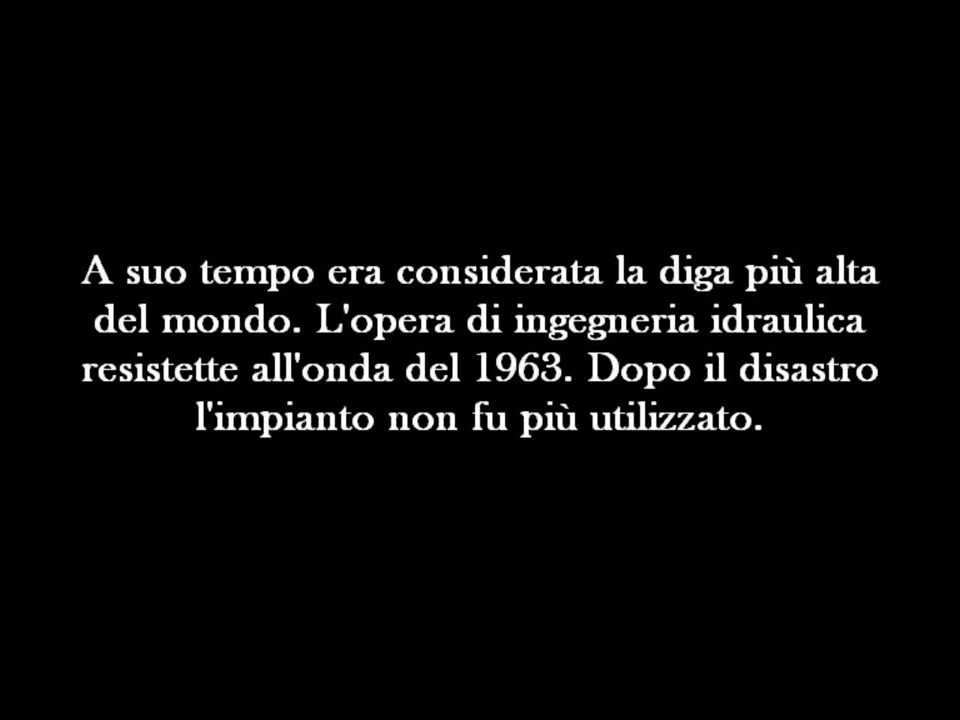 A suo tempo era considerata la diga più alta
del mondo. L'opera di ingegneria idraulica
resistette all'onda del 1963. Dopo il disastro
l'impianto non fu più utilizzato.